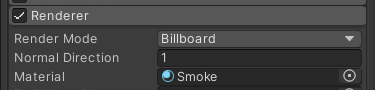 Renderer
Render Mode Billboard
Normal Direction 1
Material Smoke